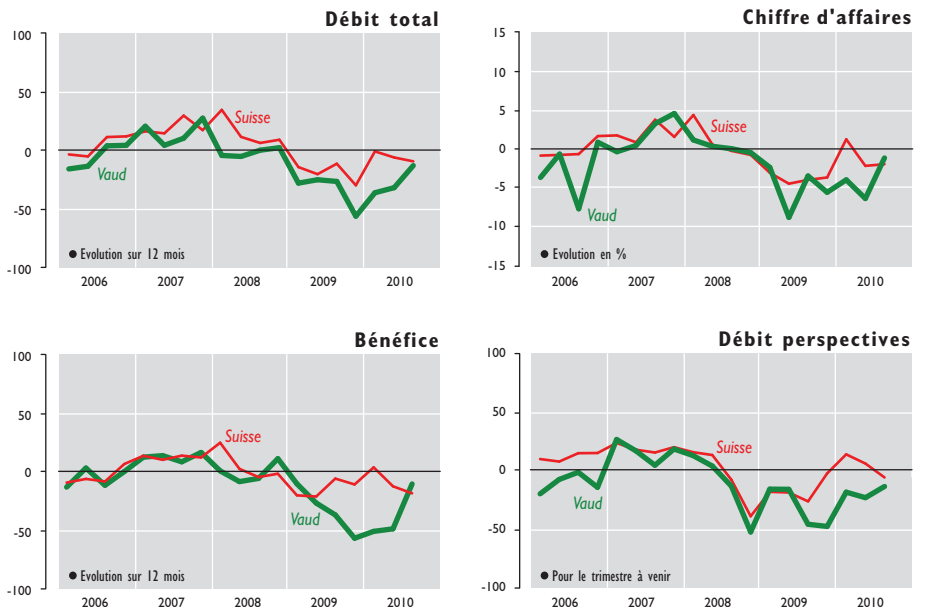 Débit total
100
50
0
-50
-100
Suisse
Vaud
● Evolution sur 12 mois
2006 2007 2008 2009 2010
Chiffre d'affaires
15
10
5
0
-5
-10
-15
Suisse
Vaud
● Evolution en %
2006 2007 2008 2009 2010
Bénéfice
100
50
0
-50
-100
Suisse
Vaud
● Evolution sur 12 mois
2006 2007 2008 2009 2010
Débit perspectives
100
50
0
-50
-100
Suisse
Vaud
● Pour le trimestre à venir
2006 2007 2008 2009 2010